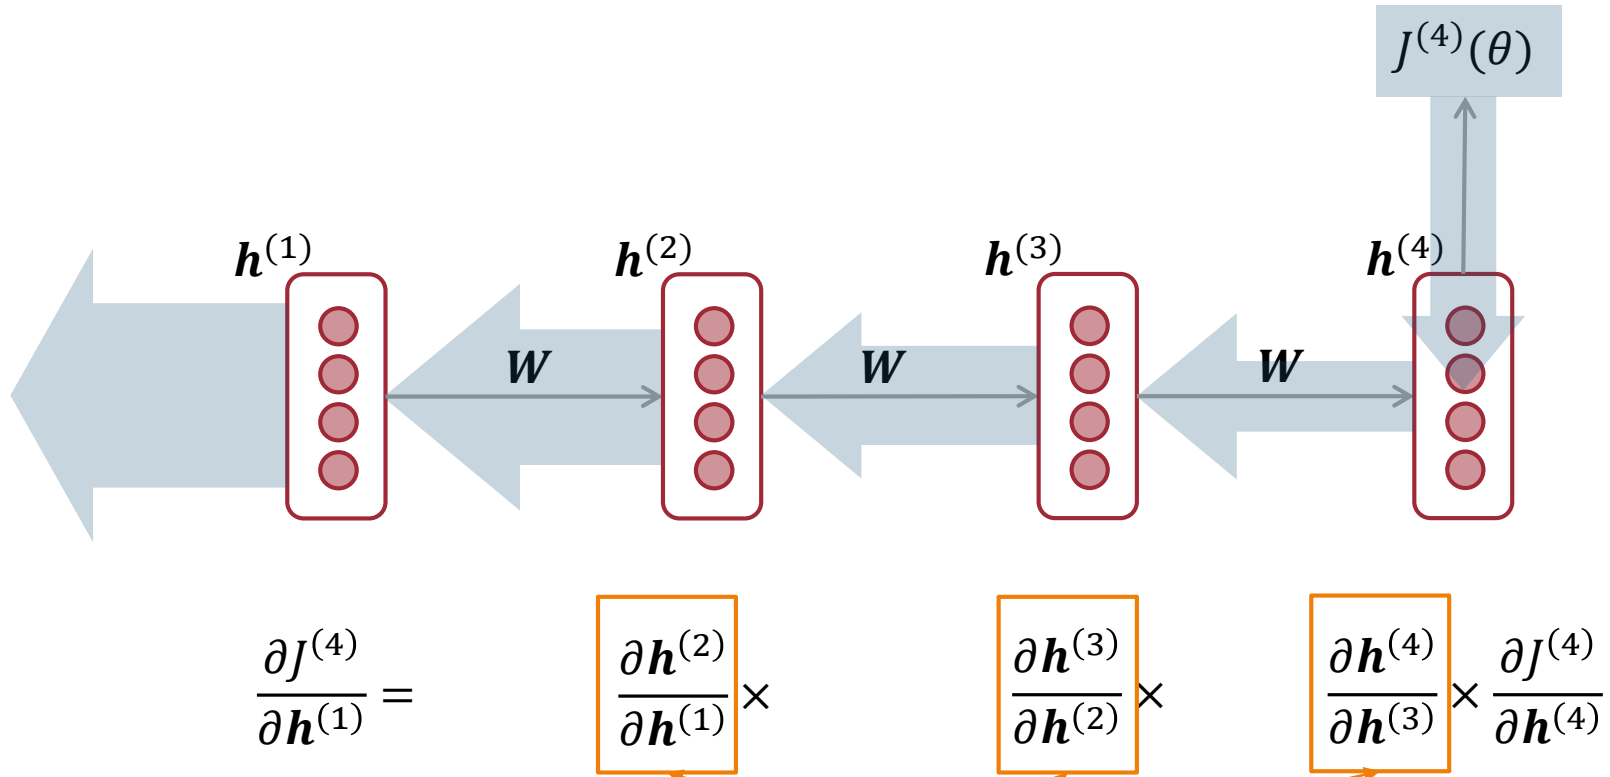 J^(4)(θ)
h^(1) h^(2) h^(3) h^(4)
W W W
∂J^(4)/∂h^(1) = ∂h^(2)/∂h^(1) × ∂h^(3)/∂h^(2) × ∂h^(4)/∂h^(3) × ∂J^(4)/∂h^(4)